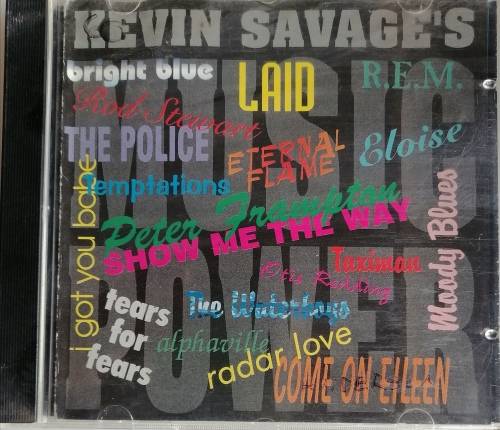 KEVIN SAVAGE'S
MUSIC
POWER
bright blue
LAID
R.E.M.
Rod Stewart
THE POLICE
ETERNAL
FLAME
Eloise
Temptations
Peter Frampton
SHOW ME THE WAY
i got you babe
Moody Blues
Otis Redding
Taximan
The Waterboys
tears
for
fears
alphaville
radar love
COME ON EILEEN